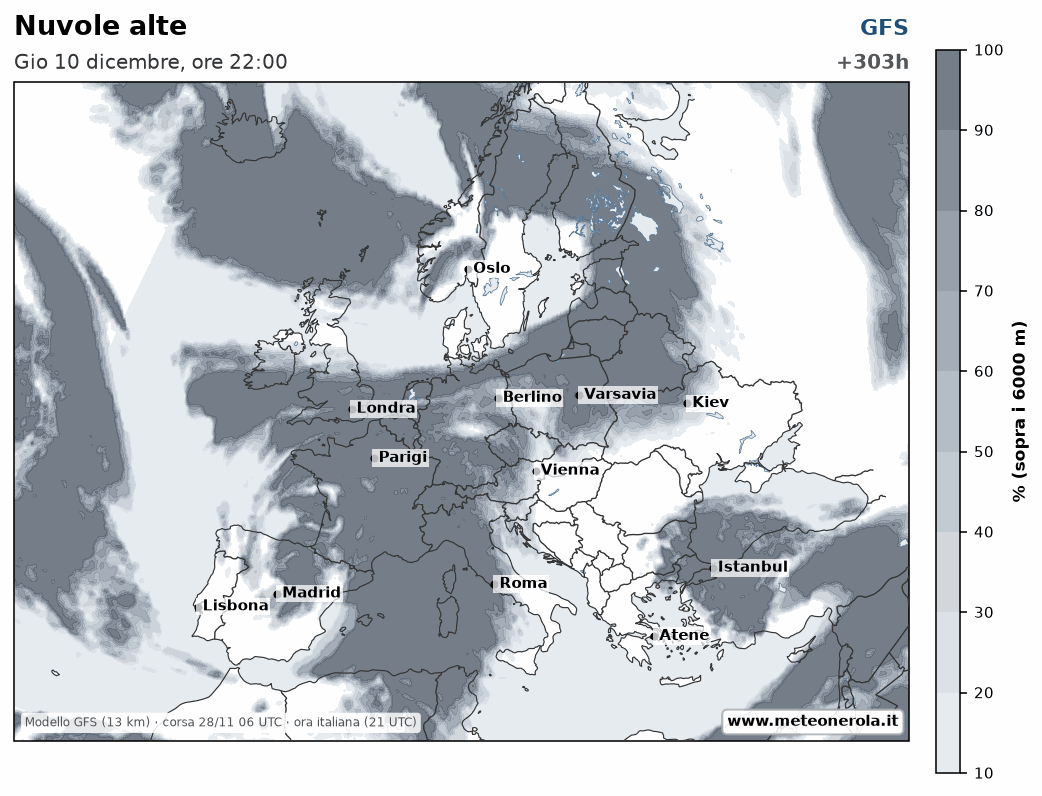 Nuvole alte
GFS
Gio 10 dicembre, ore 22:00
+303h
100
90
80
70
60
50
40
30
20
10
% (sopra i 6000 m)
Oslo
Londra
Berlino
Varsavia
Kiev
Parigi
Vienna
Istanbul
Madrid
Roma
Lisbona
Atene
Modello GFS (13 km) · corsa 28/11 06 UTC · ora italiana (21 UTC)
www.meteonerola.it